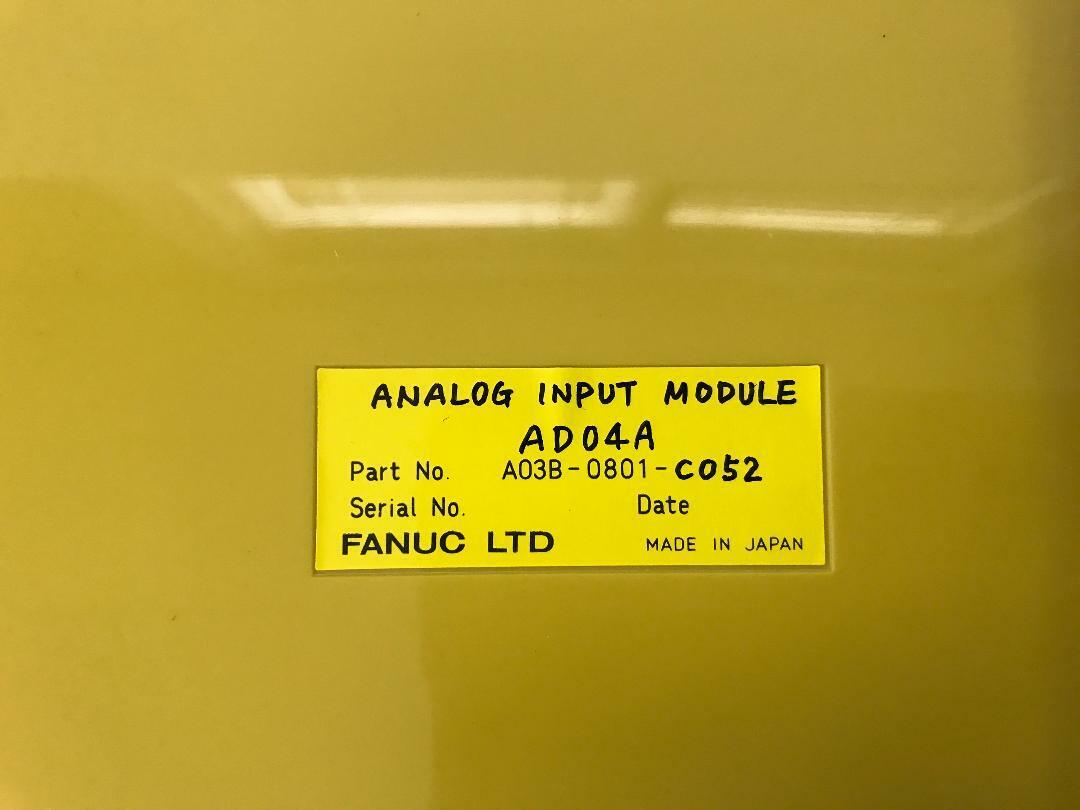 ANALOG INPUT MODULE
AD04A
Part No. A03B-0801-C052
Serial No. Date
FANUC LTD MADE IN JAPAN